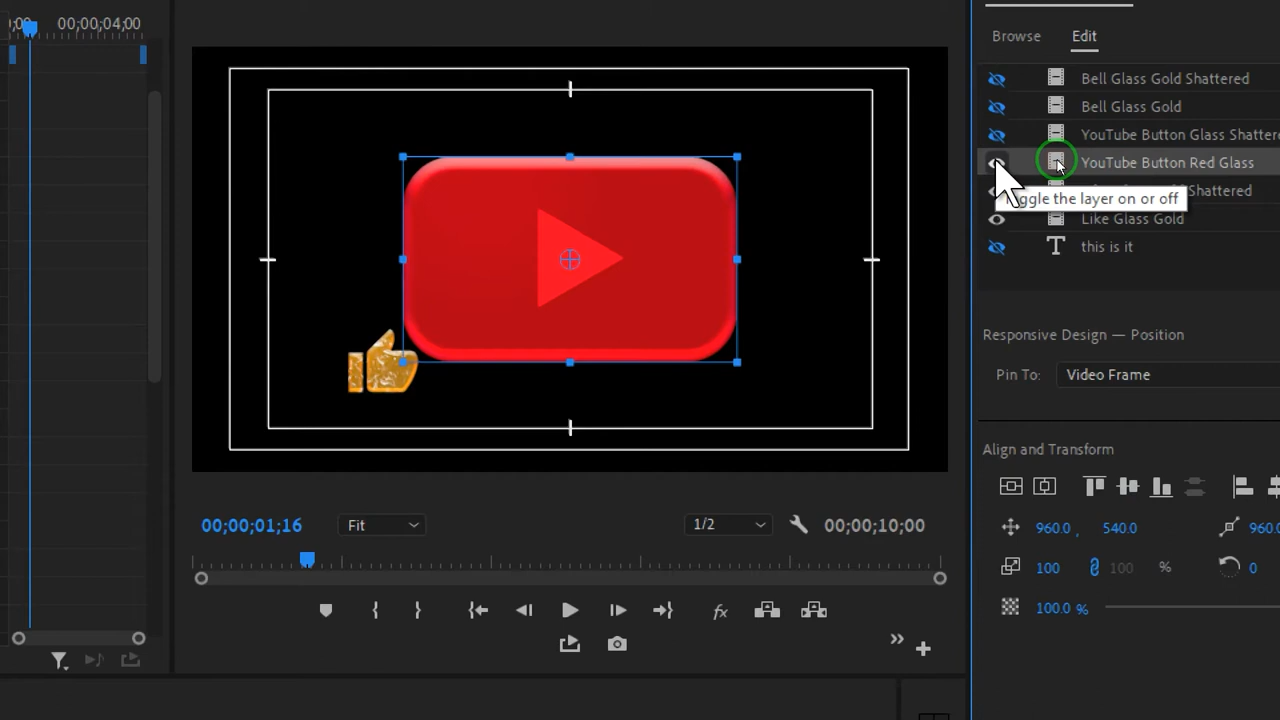 00;00;04;00
Browse
Edit
Bell Glass Gold Shattered
Bell Glass Gold
YouTube Button Glass Shattere
YouTube Button Red Glass
Shattered
ggle the layer on or off
Like Glass Gold
this is it
Responsive Design — Position
Pin To:
Video Frame
Align and Transform
960.0 ,
540.0
960.0
100
100
%
0
100.0 %
00;00;01;16
Fit
1/2
00;00;10;00
fx